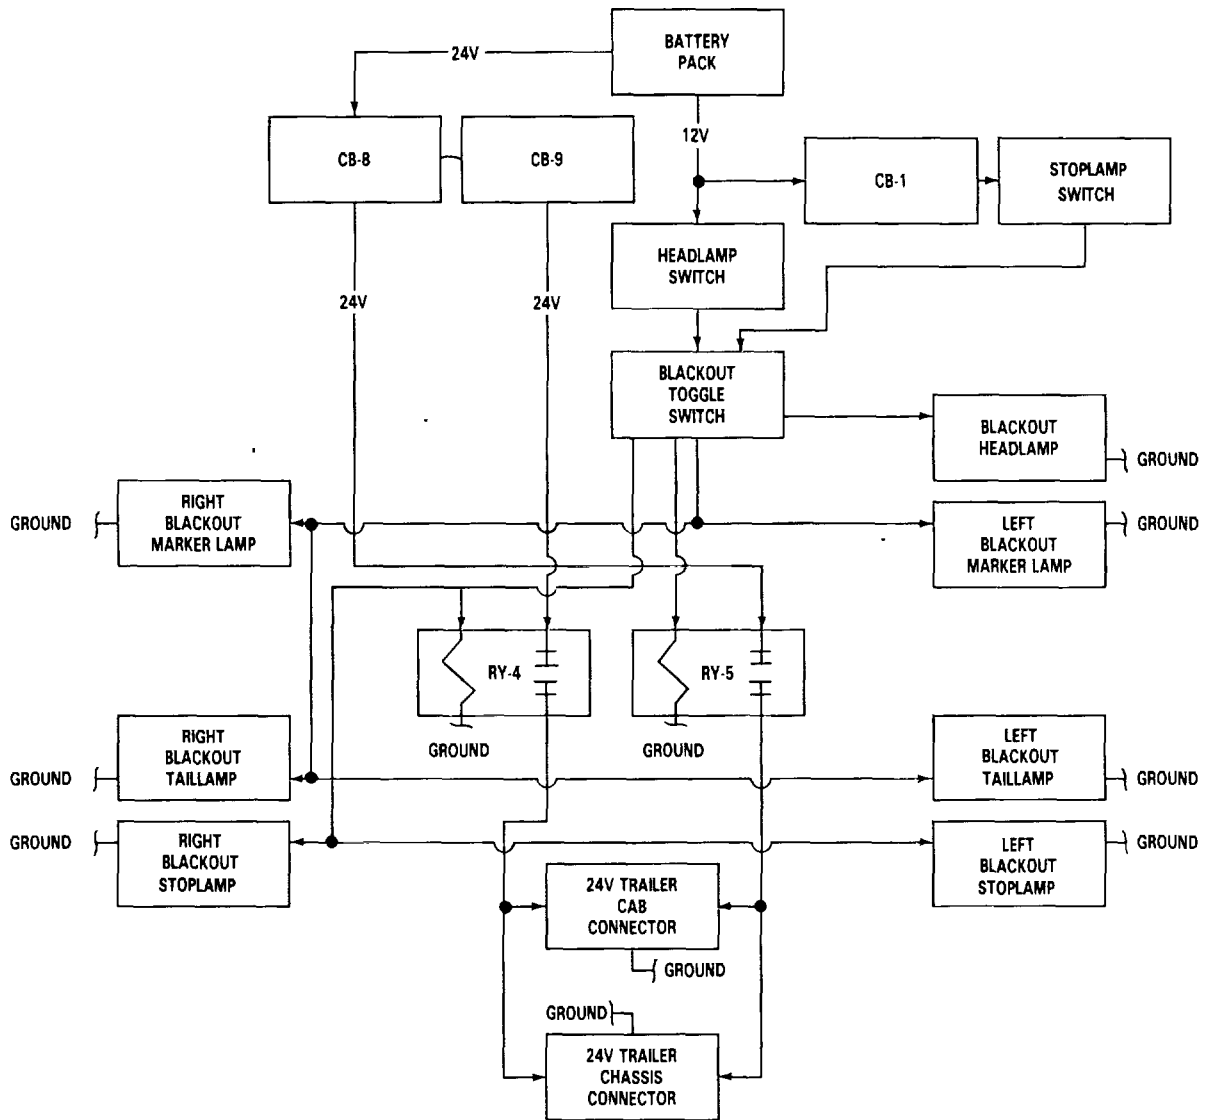 BATTERY
PACK
24V
12V
CB-8
CB-9
CB-1
STOPLAMP
SWITCH
HEADLAMP
SWITCH
24V
24V
BLACKOUT
TOGGLE
SWITCH
BLACKOUT
HEADLAMP
GROUND
GROUND
RIGHT
BLACKOUT
MARKER LAMP
LEFT
BLACKOUT
MARKER LAMP
GROUND
RY-4
RY-5
GROUND
GROUND
GROUND
RIGHT
BLACKOUT
TAILLAMP
LEFT
BLACKOUT
TAILLAMP
GROUND
GROUND
RIGHT
BLACKOUT
STOPLAMP
LEFT
BLACKOUT
STOPLAMP
GROUND
24V TRAILER
CAB
CONNECTOR
GROUND
GROUND
24V TRAILER
CHASSIS
CONNECTOR